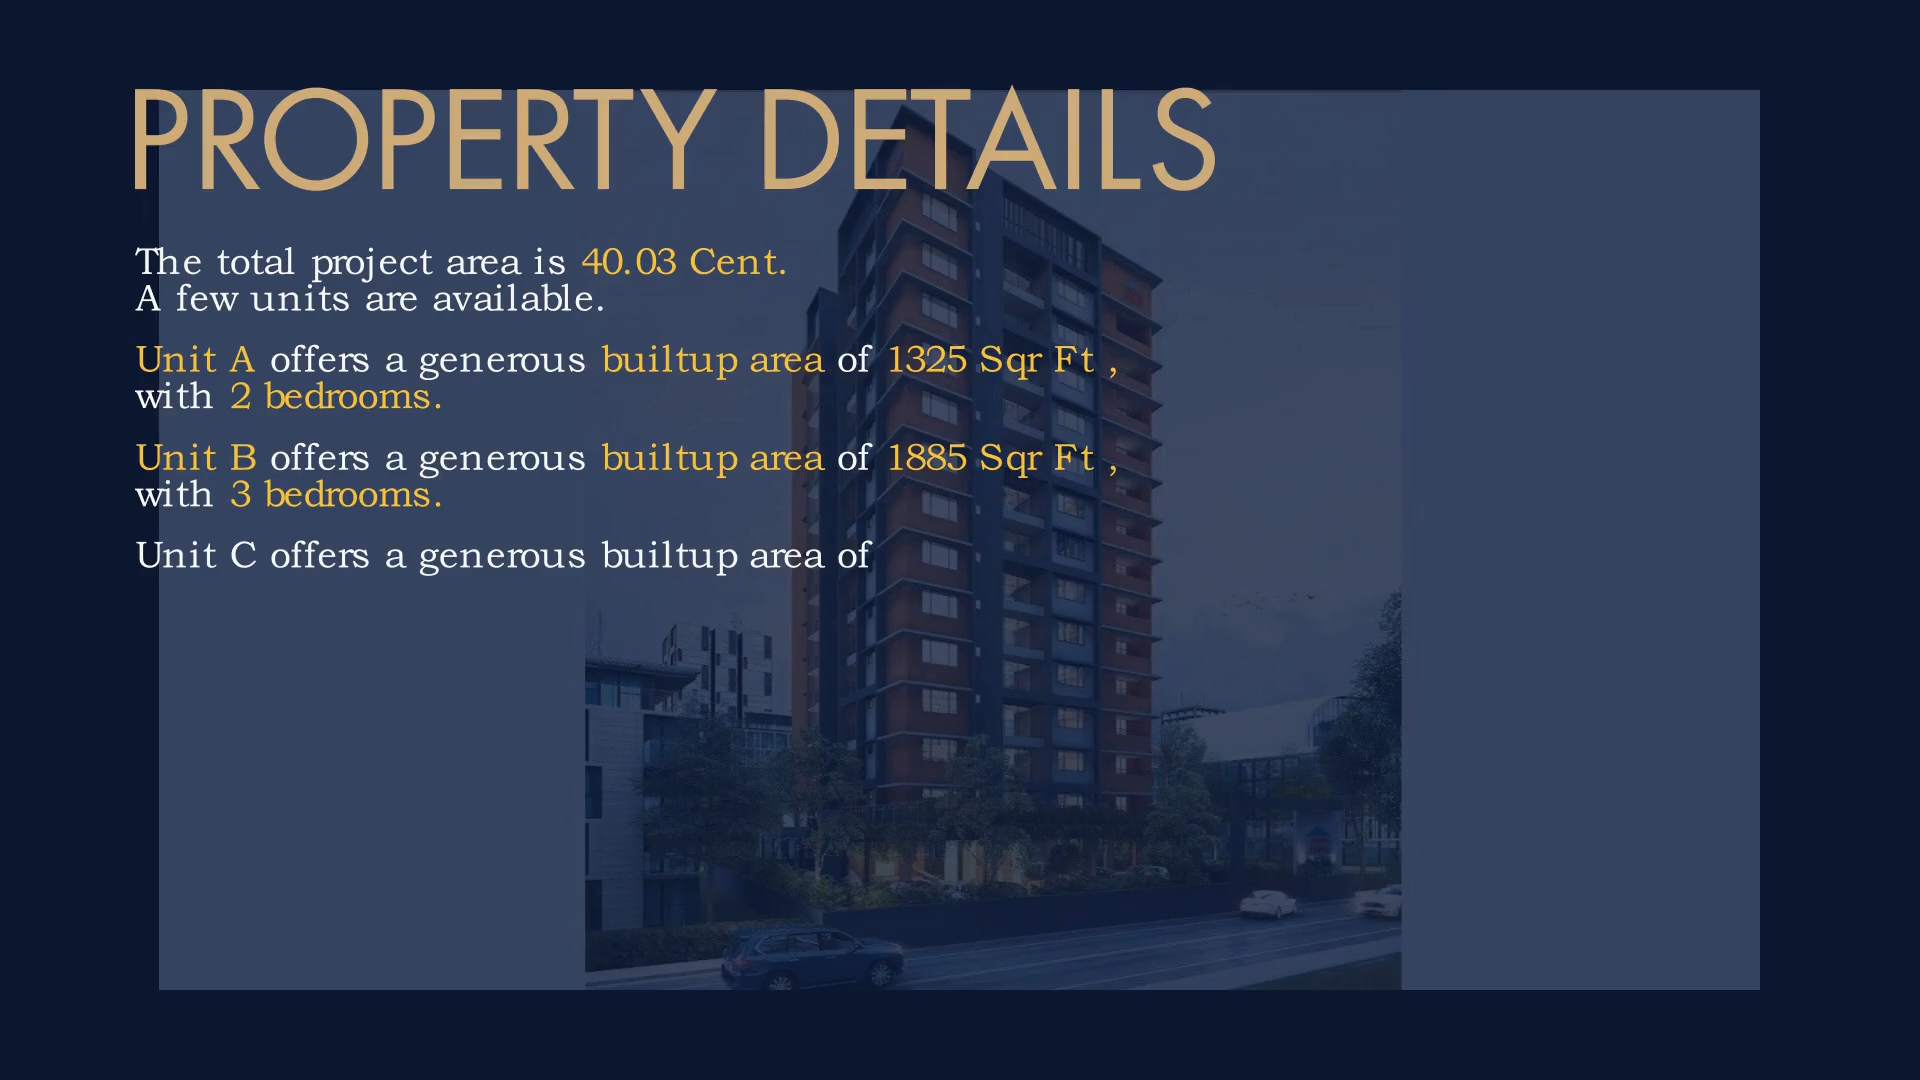 PROPERTY DETAILS
The total project area is 40.03 Cent.
A few units are available.
Unit A offers a generous builtup area of 1325 Sqr Ft ,
with 2 bedrooms.
Unit B offers a generous builtup area of 1885 Sqr Ft ,
with 3 bedrooms.
Unit C offers a generous builtup area of